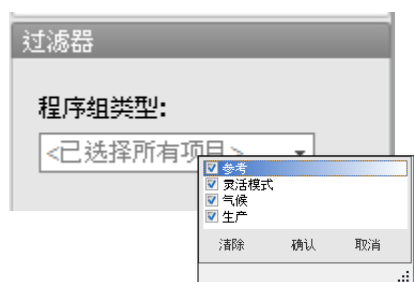 过滤器
程序组类型:
<已选择所有项目>
参考
灵活模式
气候
生产
清除 确认 取消